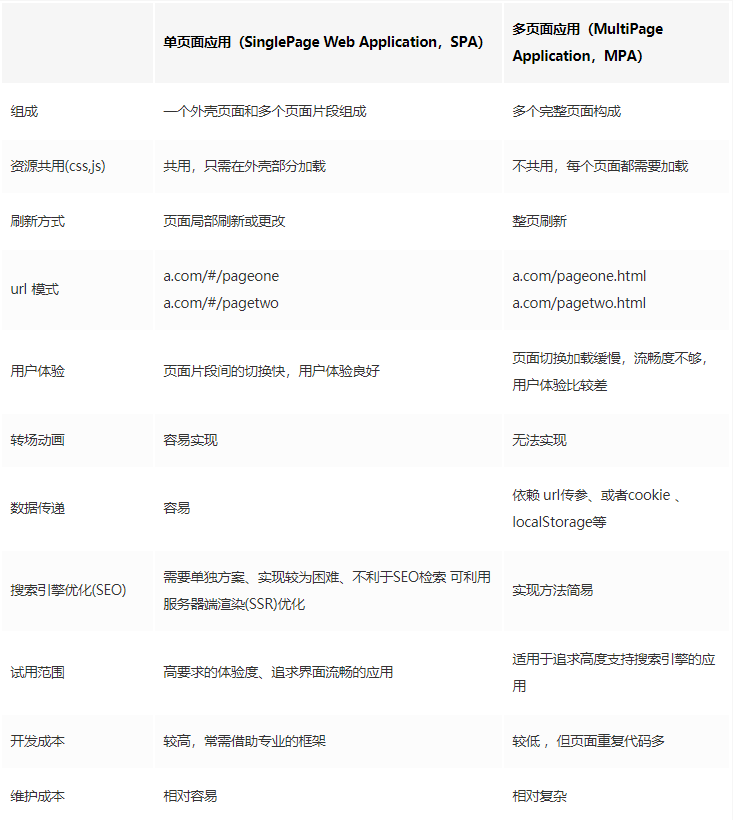 单页面应用（SinglePage Web Application，SPA）
多页面应用（MultiPage
Application，MPA）
组成
一个外壳页面和多个页面片段组成
多个完整页面构成
资源共用(css,js)
共用，只需在外壳部分加载
不共用，每个页面都需要加载
刷新方式
页面局部刷新或更改
整页刷新
url 模式
a.com/#/pageone
a.com/#/pagetwo
a.com/pageone.html
a.com/pagetwo.html
用户体验
页面片段间的切换快，用户体验良好
页面切换加载缓慢，流畅度不够，
用户体验比较差
转场动画
容易实现
无法实现
数据传递
容易
依赖 url传参、或者cookie 、
localStorage等
搜索引擎优化(SEO)
需要单独方案、实现较为困难、不利于SEO检索 可利用
服务器端渲染(SSR)优化
实现方法简易
试用范围
高要求的体验度、追求界面流畅的应用
适用于追求高度支持搜索引擎的应
用
开发成本
较高，常需借助专业的框架
较低 ，但页面重复代码多
维护成本
相对容易
相对复杂